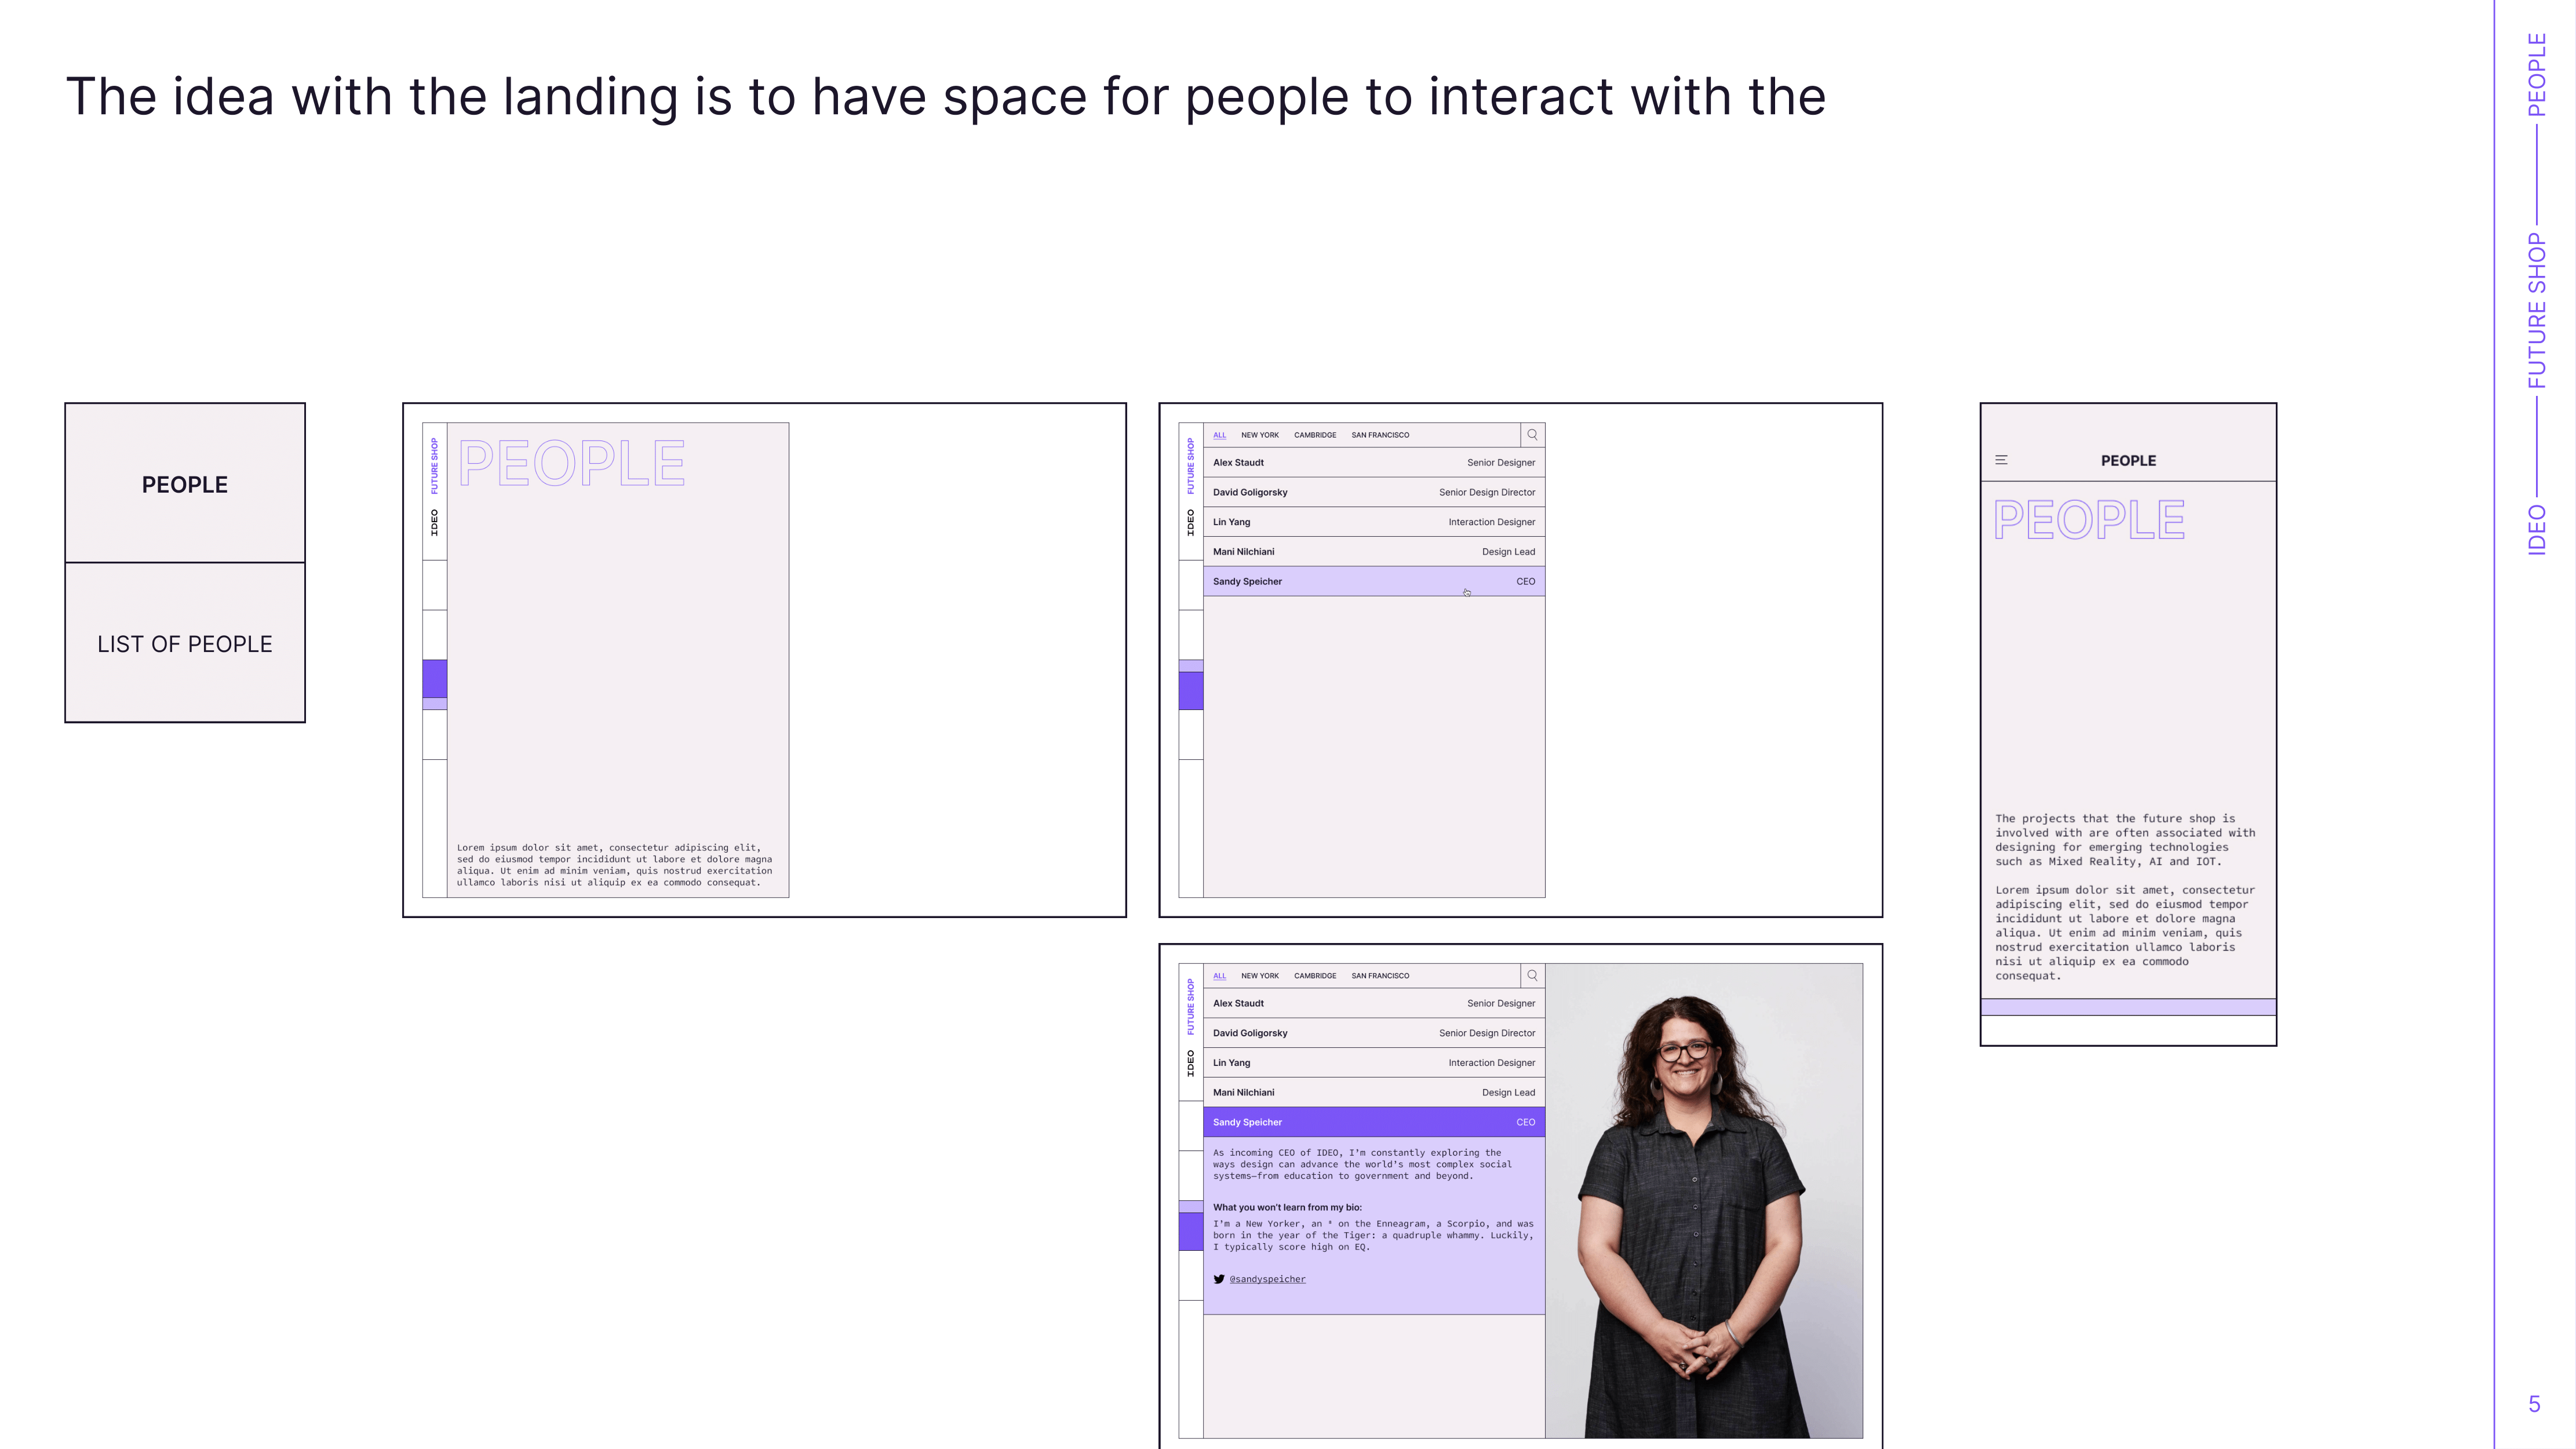 The idea with the landing is to have space for people to interact with the
IDEO FUTURE SHOP PEOPLE
PEOPLE
LIST OF PEOPLE
IDEO FUTURE SHOP
PEOPLE
Lorem ipsum dolor sit amet, consectetur adipiscing elit,
sed do eiusmod tempor incididunt ut labore et dolore magna
aliqua. Ut enim ad minim veniam, quis nostrud exercitation
ullamco laboris nisi ut aliquip ex ea commodo consequat.
IDEO FUTURE SHOP
ALL NEW YORK CAMBRIDGE SAN FRANCISCO
Alex Staudt Senior Designer
David Goligorsky Senior Design Director
Lin Yang Interaction Designer
Mani Nilchiani Design Lead
Sandy Speicher CEO
IDEO FUTURE SHOP
ALL NEW YORK CAMBRIDGE SAN FRANCISCO
Alex Staudt Senior Designer
David Goligorsky Senior Design Director
Lin Yang Interaction Designer
Mani Nilchiani Design Lead
Sandy Speicher CEO
As incoming CEO of IDEO, I'm constantly exploring the
ways design can advance the world's most complex social
systems—from education to government and beyond.
What you won't learn from my bio:
I'm a New Yorker, an ⁸ on the Enneagram, a Scorpio, and was
born in the year of the Tiger: a quadruple whammy. Luckily,
I typically score high on EQ.
@sandyspeicher
PEOPLE
PEOPLE
The projects that the future shop is
involved with are often associated with
designing for emerging technologies
such as Mixed Reality, AI and IOT.
Lorem ipsum dolor sit amet, consectetur
adipiscing elit, sed do eiusmod tempor
incididunt ut labore et dolore magna
aliqua. Ut enim ad minim veniam, quis
nostrud exercitation ullamco laboris
nisi ut aliquip ex ea commodo
consequat.
5